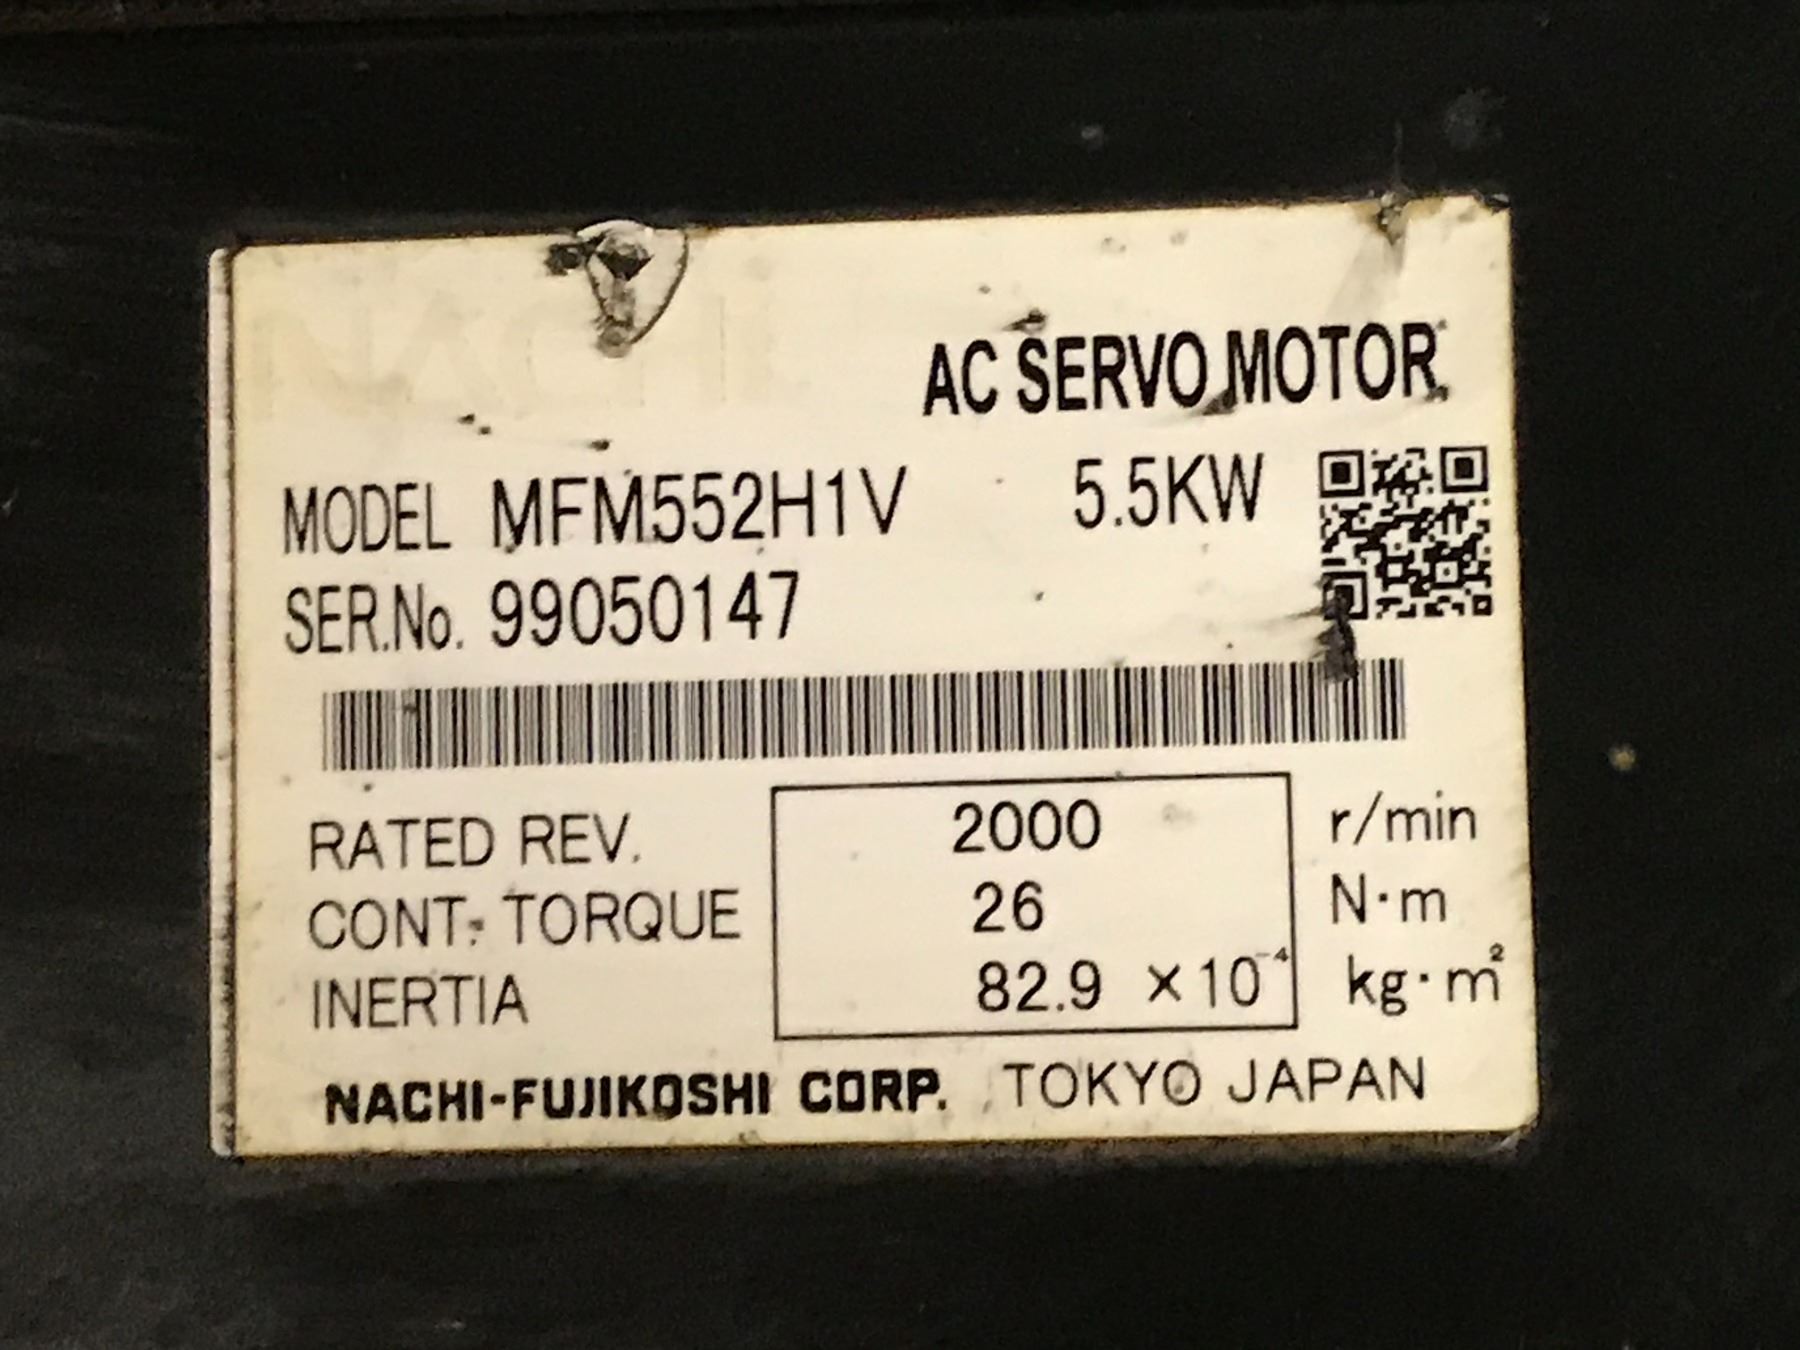 NACHI
AC SERVO MOTOR
MODEL MFM552H1V 5.5KW
SER.No. 99050147
RATED REV. 2000 r/min
CONT. TORQUE 26 N·m
INERTIA 82.9 ×10⁻⁴ kg·m²
NACHI-FUJIKOSHI CORP. TOKYO JAPAN